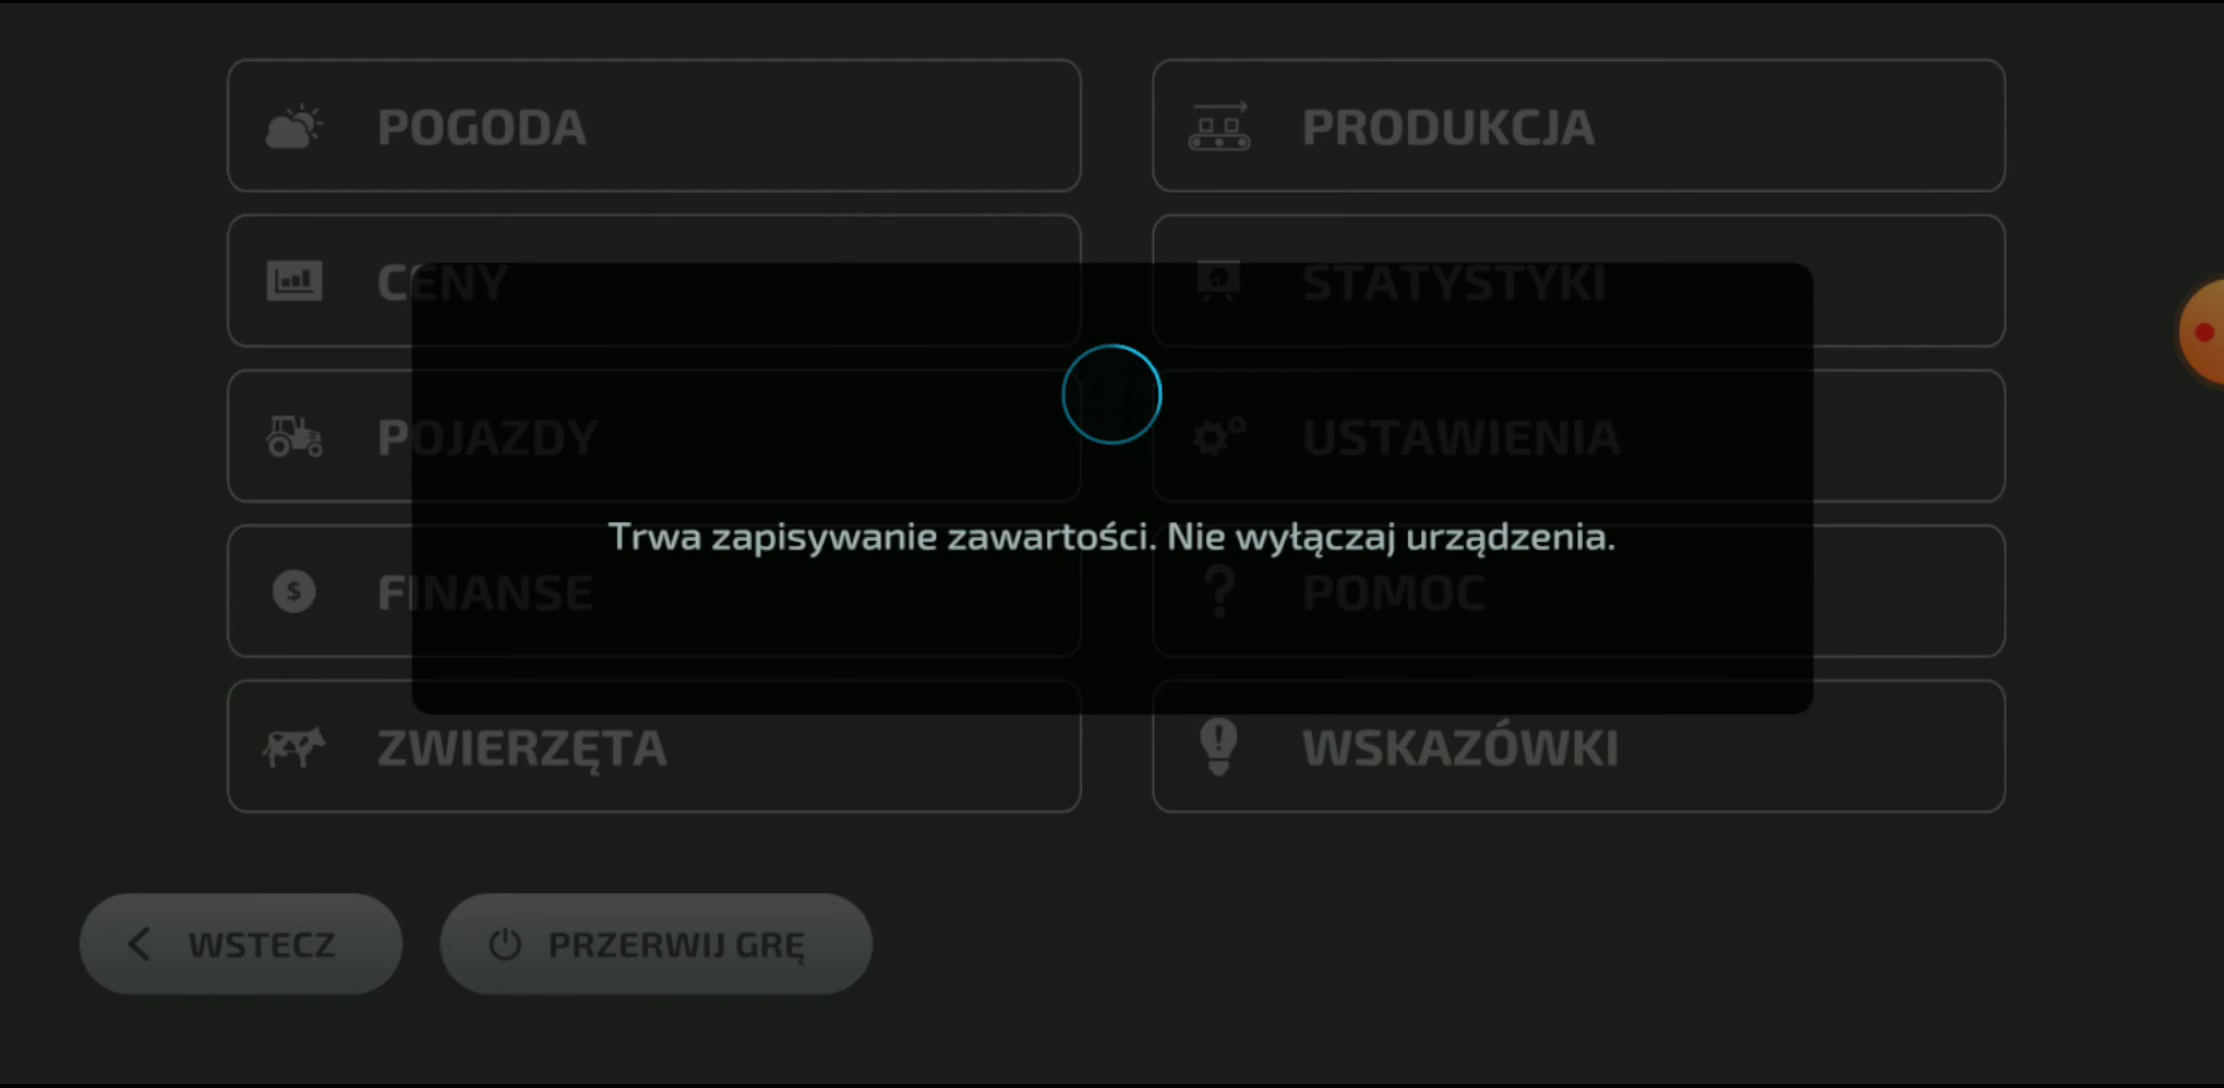 POGODA
PRODUKCJA
CENY
STATYSTYKI
POJAZDY
USTAWIENIA
Trwa zapisywanie zawartości. Nie wyłączaj urządzenia.
FINANSE
POMOC
ZWIERZĘTA
WSKAZÓWKI
WSTECZ
PRZERWIJ GRĘ